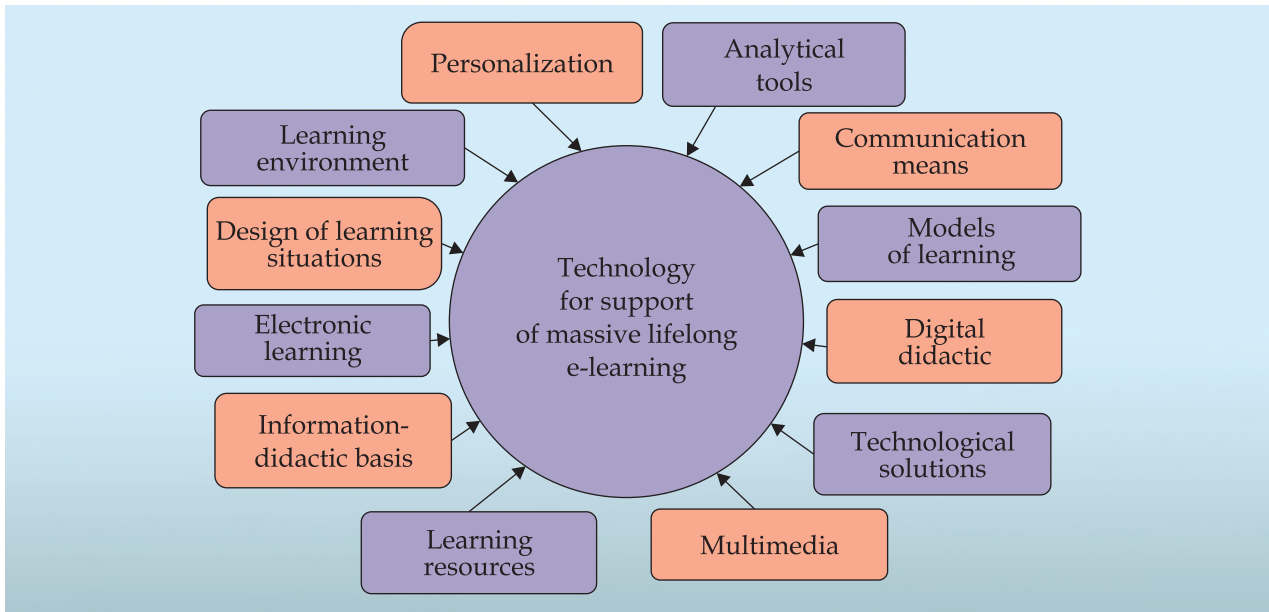 Personalization
Analytical
tools
Learning
environment
Communication
means
Design of learning
situations
Models
of learning
Technology
for support
of massive lifelong
e-learning
Electronic
learning
Digital
didactic
Information-
didactic basis
Technological
solutions
Learning
resources
Multimedia